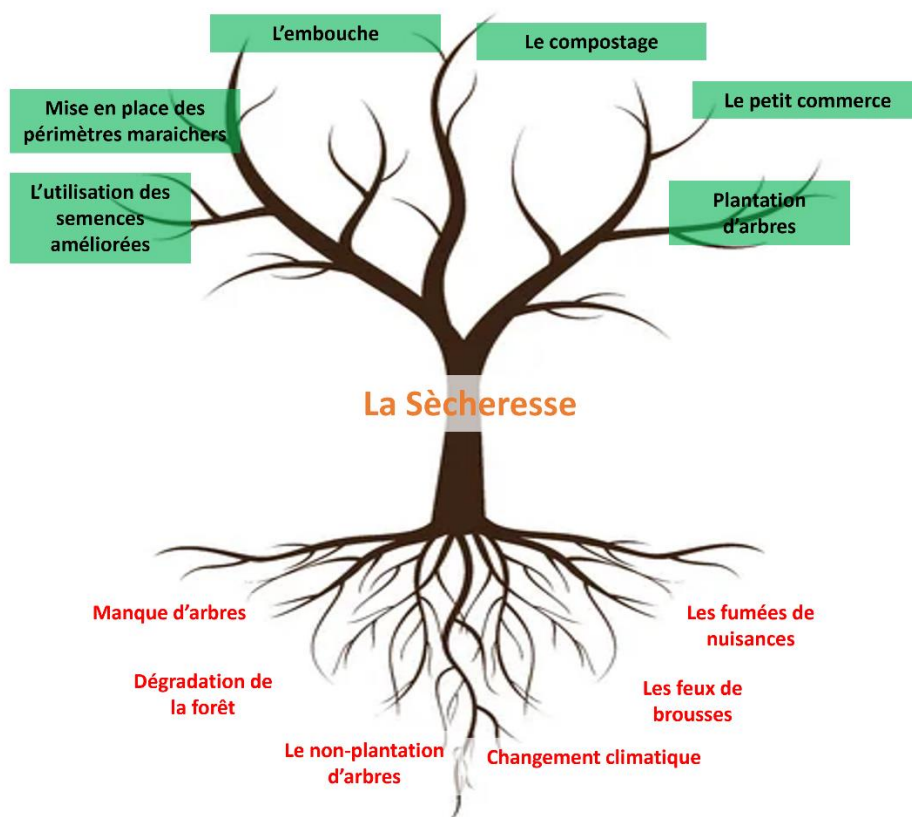 L'embouche
Le compostage
Mise en place des
périmètres maraichers
Le petit commerce
L'utilisation des
semences
améliorées
Plantation
d'arbres
La Sècheresse
Manque d'arbres
Les fumées de
nuisances
Dégradation de
la forêt
Les feux de
brousses
Le non-plantation
d'arbres
Changement climatique